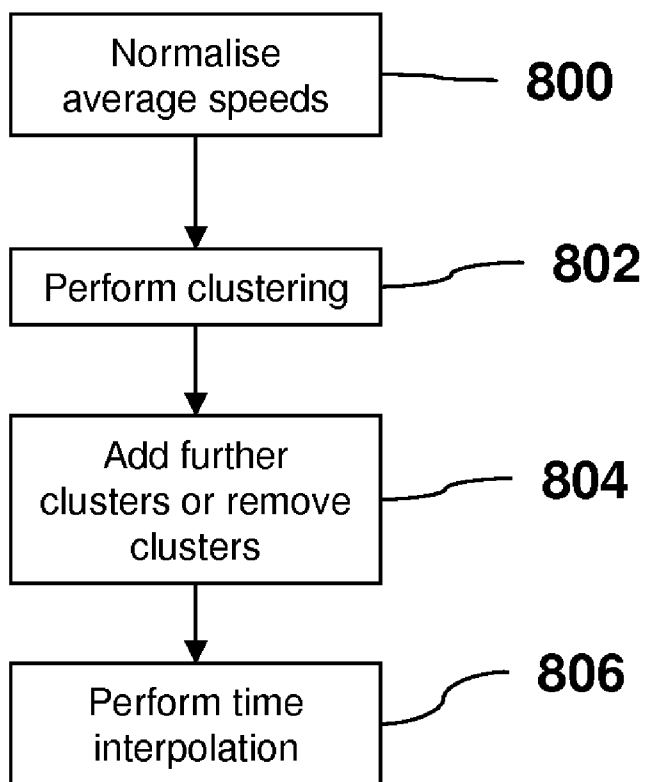 Normalise
average speeds
800
Perform clustering
802
Add further
clusters or remove
clusters
804
Perform time
interpolation
806